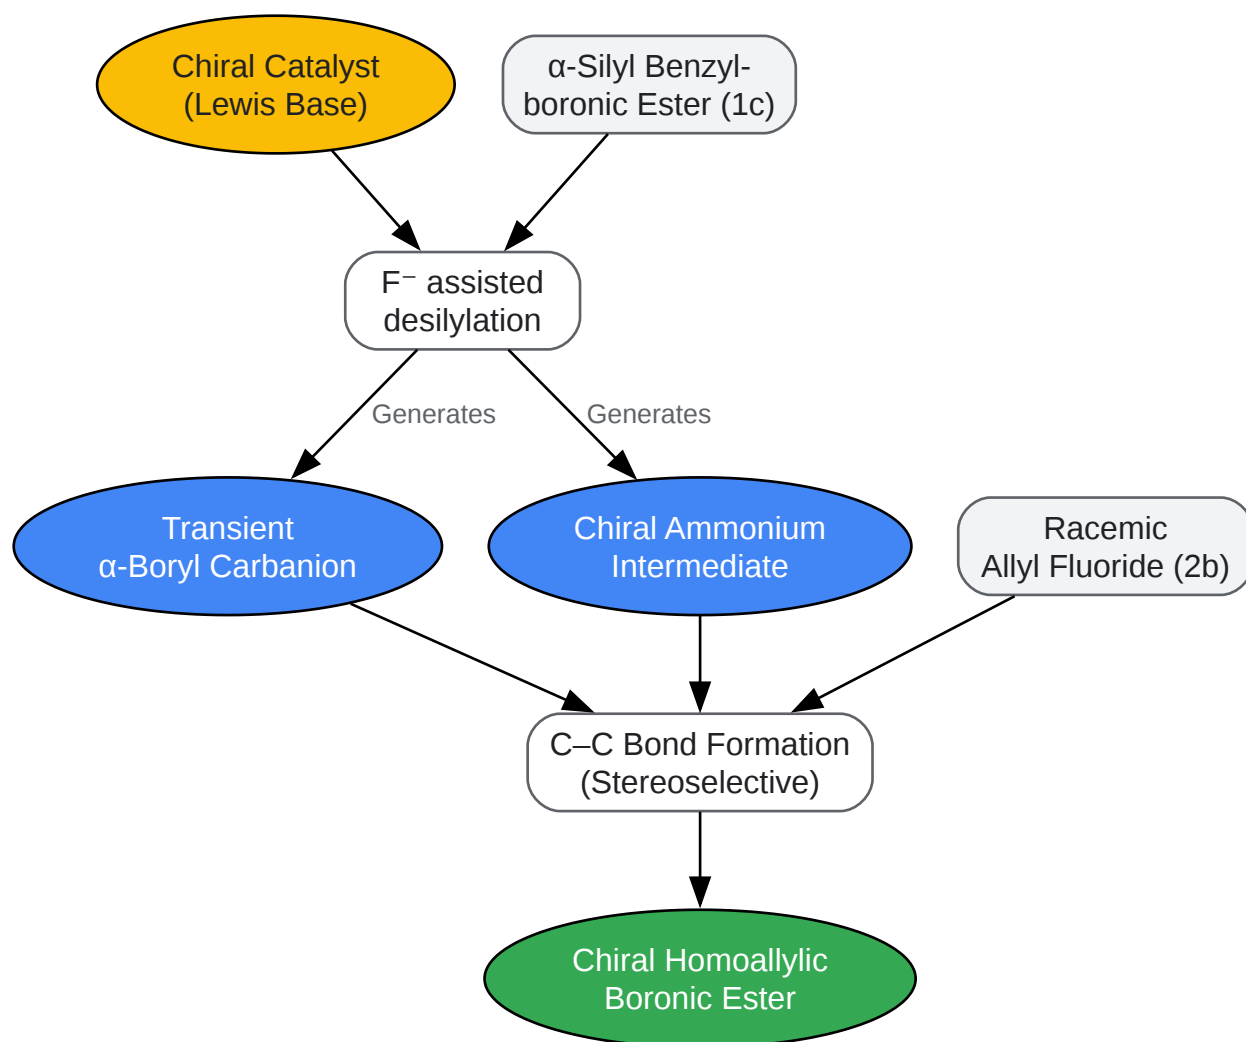 Chiral Catalyst
(Lewis Base)
α-Silyl Benzyl-
boronic Ester (1c)
F⁻ assisted
desilylation
Generates
Generates
Transient
α-Boryl Carbanion
Chiral Ammonium
Intermediate
Racemic
Allyl Fluoride (2b)
C–C Bond Formation
(Stereoselective)
Chiral Homoallylic
Boronic Ester